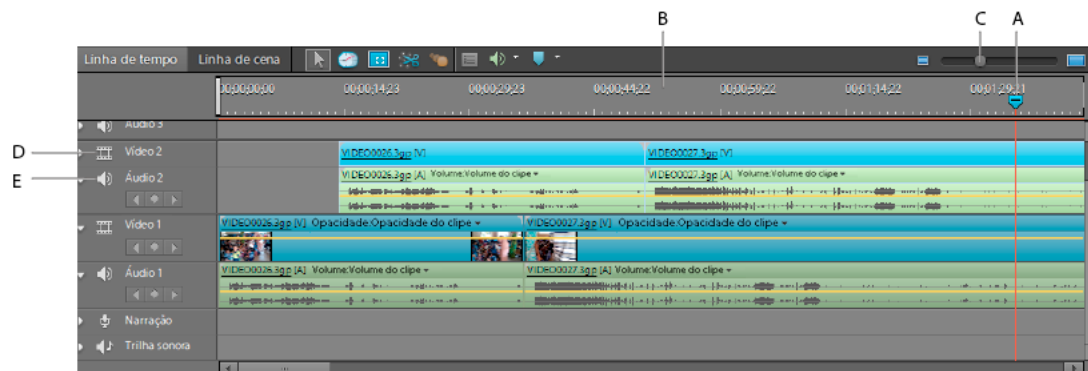 B C A
Linha de tempo Linha de cena
00;00;00;00 00;00;14;23 00;00;29;23 00;00;44;22 00;00;59;22 00;01;14;22 00;01;29;21
Áudio 3
D Vídeo 2 VIDEO0026.3gp [V] VIDEO0027.3gp [V]
E Áudio 2 VIDEO0026.3gp [A] Volume:Volume do clipe VIDEO0027.3gp [A] Volume:Volume do clipe
Vídeo 1 VIDEO0026.3gp [V] Opacidade:Opacidade do clipe VIDEO0027.3gp [V] Opacidade:Opacidade do clipe
Áudio 1 VIDEO0026.3gp [A] Volume:Volume do clipe VIDEO0027.3gp [A] Volume:Volume do clipe
Narração
Trilha sonora